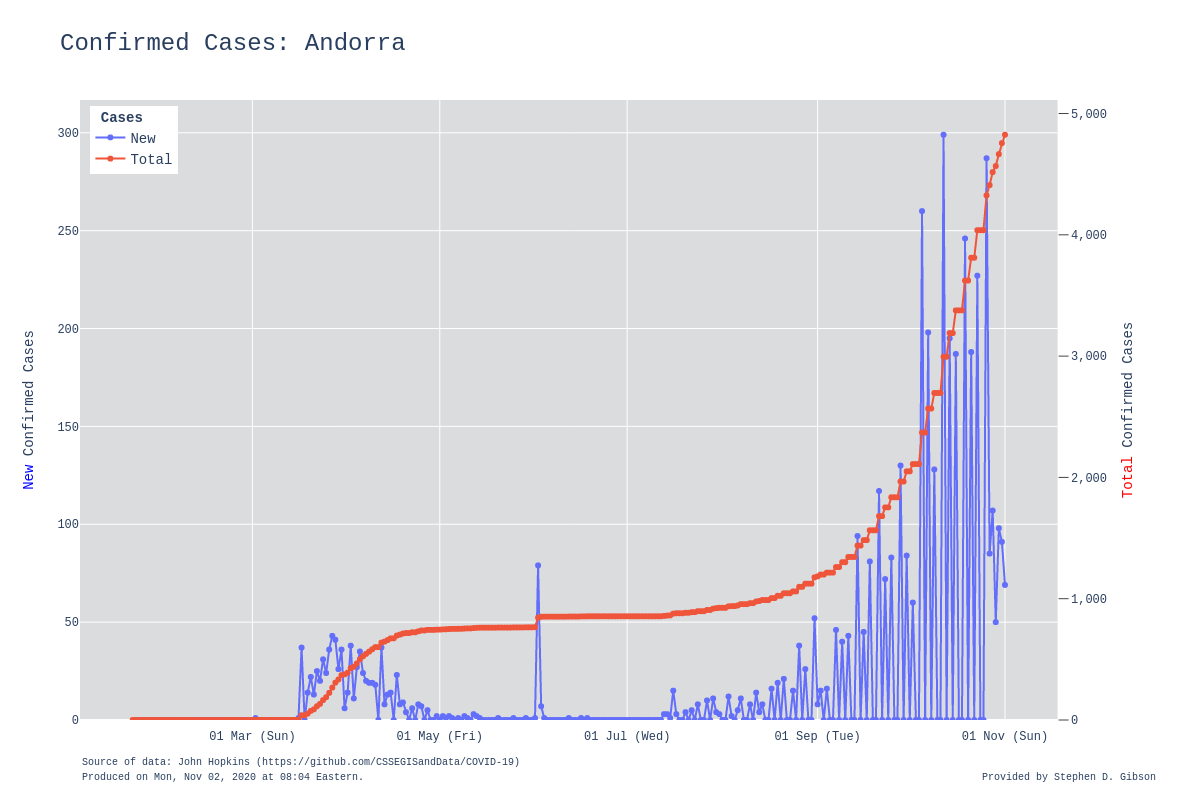 Confirmed Cases: Andorra
Cases
New
Total
300
250
200
150
100
50
0
5,000
4,000
3,000
2,000
1,000
0
New Confirmed Cases
Total Confirmed Cases
01 Mar (Sun)
01 May (Fri)
01 Jul (Wed)
01 Sep (Tue)
01 Nov (Sun)
Source of data: John Hopkins (https://github.com/CSSEGISandData/COVID-19)
Produced on Mon, Nov 02, 2020 at 08:04 Eastern.
Provided by Stephen D. Gibson